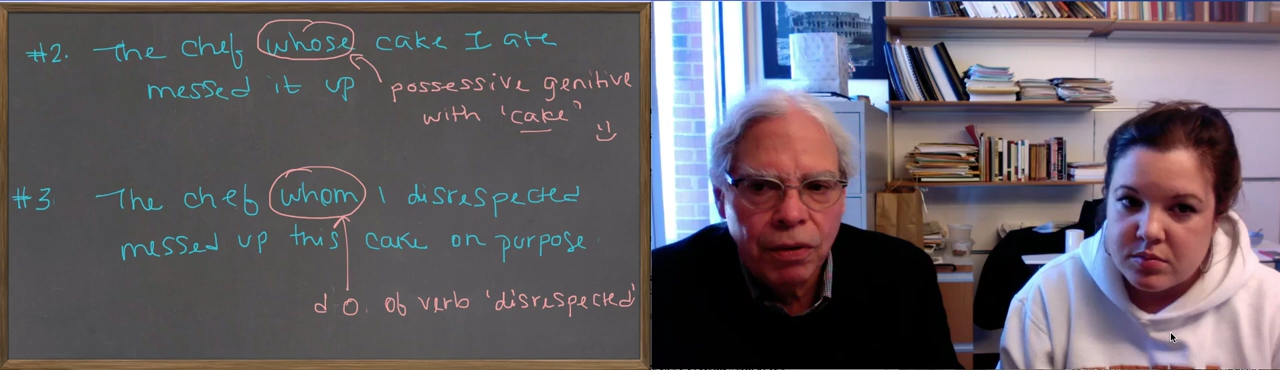 #2. The chef whose cake I ate
messed it up
possessive genitive
with 'cake"
#3 The chef whom I disrespected
messed up this cake on purpose
d.O. of verb 'disrespected'